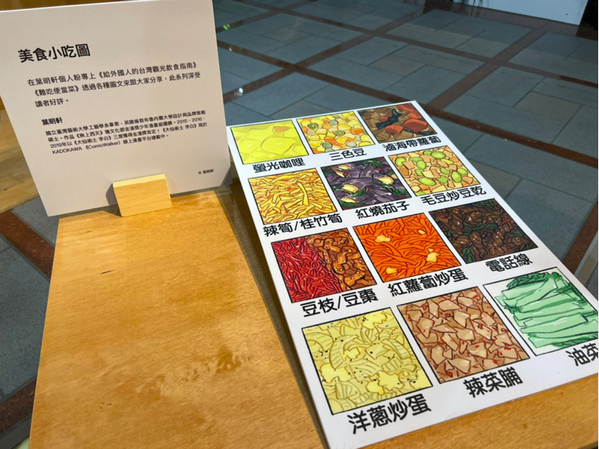 美食小吃圖
在葉明軒個人粉專上《給外國人的台灣觀光飲食指南》
《難吃便當菜》透過各種圖文來跟大家分享,此系列深受
讀者好評。
葉明軒
螢光咖哩
三色豆
滷海帶蘿蔔
辣筍/桂竹筍
紅燒茄子
毛豆炒豆乾
豆枝/豆棗
紅蘿蔔炒蛋
電話線
洋蔥炒蛋
辣菜脯
油菜